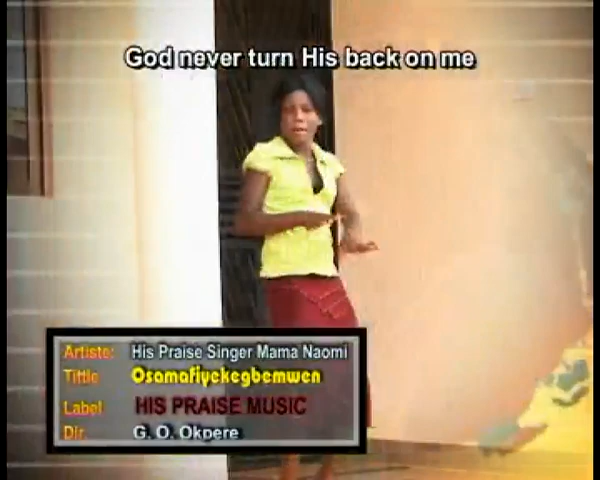 God never turn His back on me
Artiste: His Praise Singer Mama Naomi
Tittle Osamafiyekegbemwen
Label HIS PRAISE MUSIC
Dir. G. O. Okpere